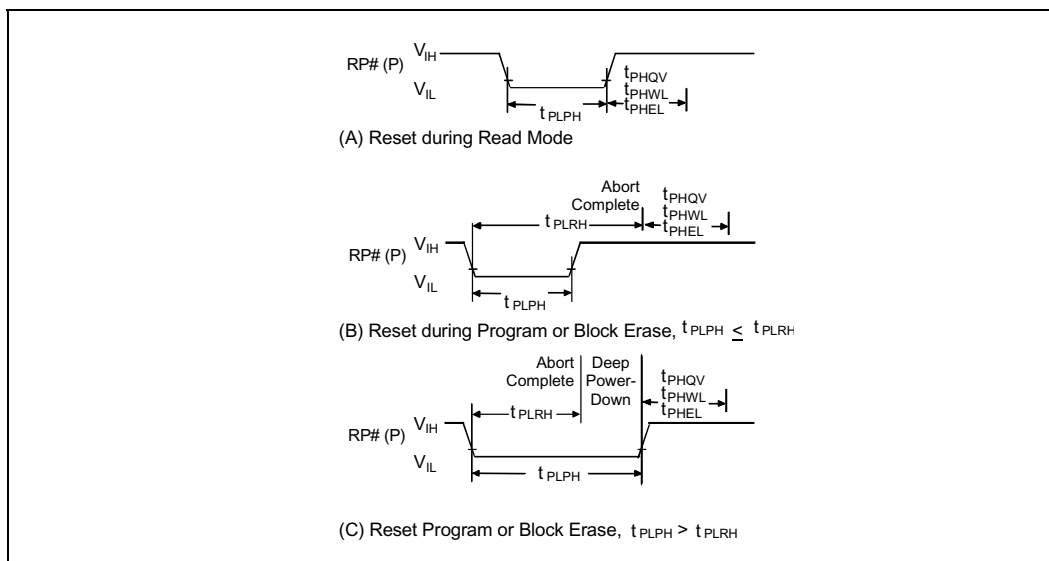 RP# (P)
VIH
VIL
tPLPH
tPHQV
tPHWL
tPHEL
(A) Reset during Read Mode
Abort
Complete
tPLRH
tPHQV
tPHWL
tPHEL
RP# (P)
VIH
VIL
tPLPH
(B) Reset during Program or Block Erase, tPLPH ≤ tPLRH
Abort
Complete
Deep
Power-
Down
tPLRH
tPHQV
tPHWL
tPHEL
RP# (P)
VIH
VIL
tPLPH
(C) Reset Program or Block Erase, tPLPH > tPLRH